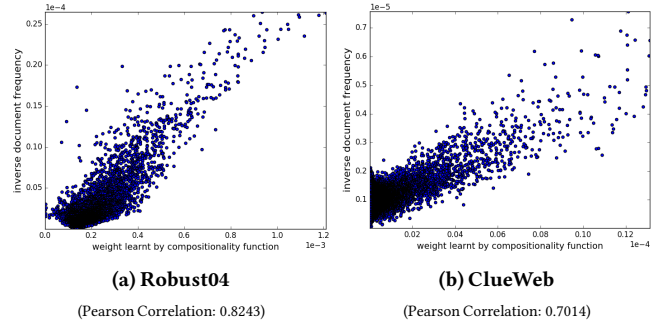 1e−4
0.25
0.20
0.15
0.10
0.05
inverse document frequency
0.0 0.2 0.4 0.6 0.8 1.0 1.2
1e−3
weight learnt by compositionality function
(a) Robust04
(Pearson Correlation: 0.8243)
1e−5
0.7
0.6
0.5
0.4
0.3
0.2
0.1
inverse document frequency
0.02 0.04 0.06 0.08 0.10 0.12
1e−4
weight learnt by compositionality function
(b) ClueWeb
(Pearson Correlation: 0.7014)